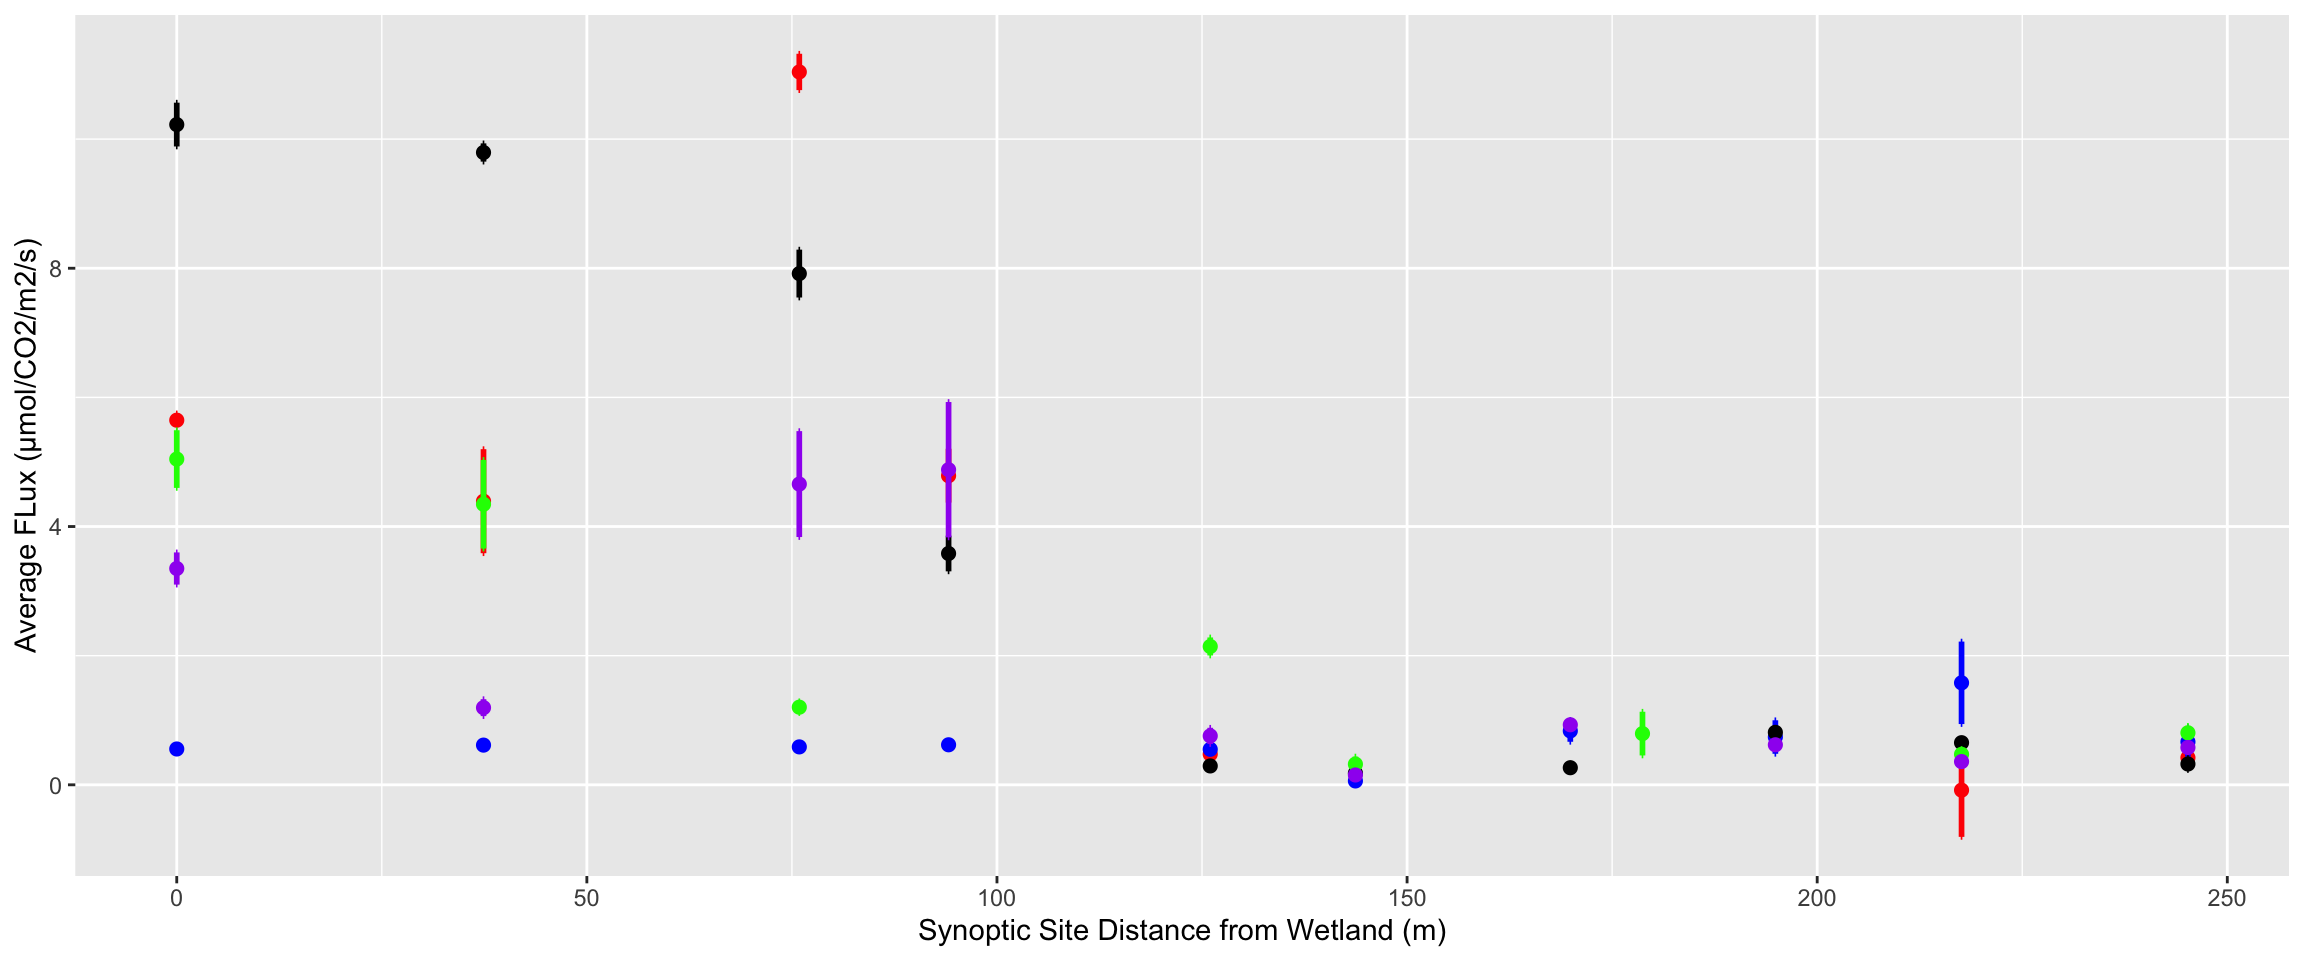 Average FLux (μmol/CO2/m2/s)
8
4
0
0 50 100 150 200 250
Synoptic Site Distance from Wetland (m)